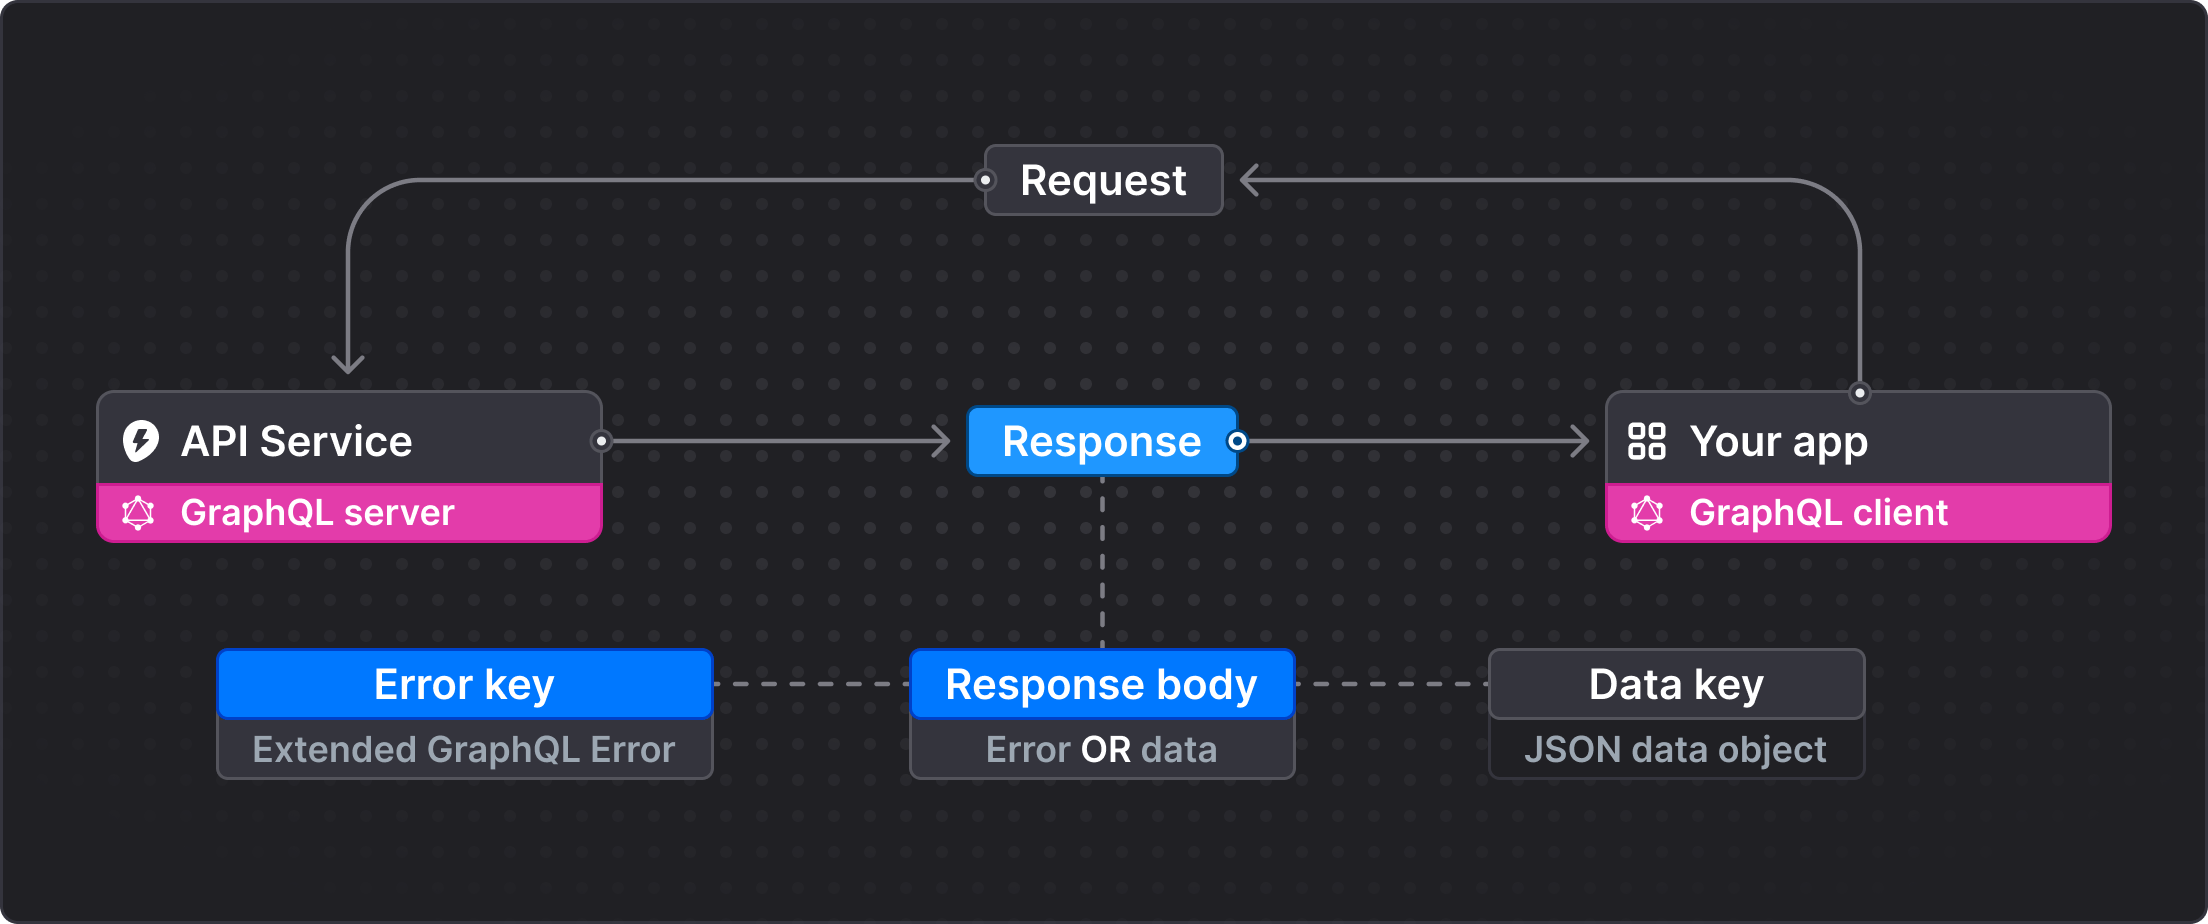 Request
API Service
GraphQL server
Response
Your app
GraphQL client
Error key
Extended GraphQL Error
Response body
Error OR data
Data key
JSON data object